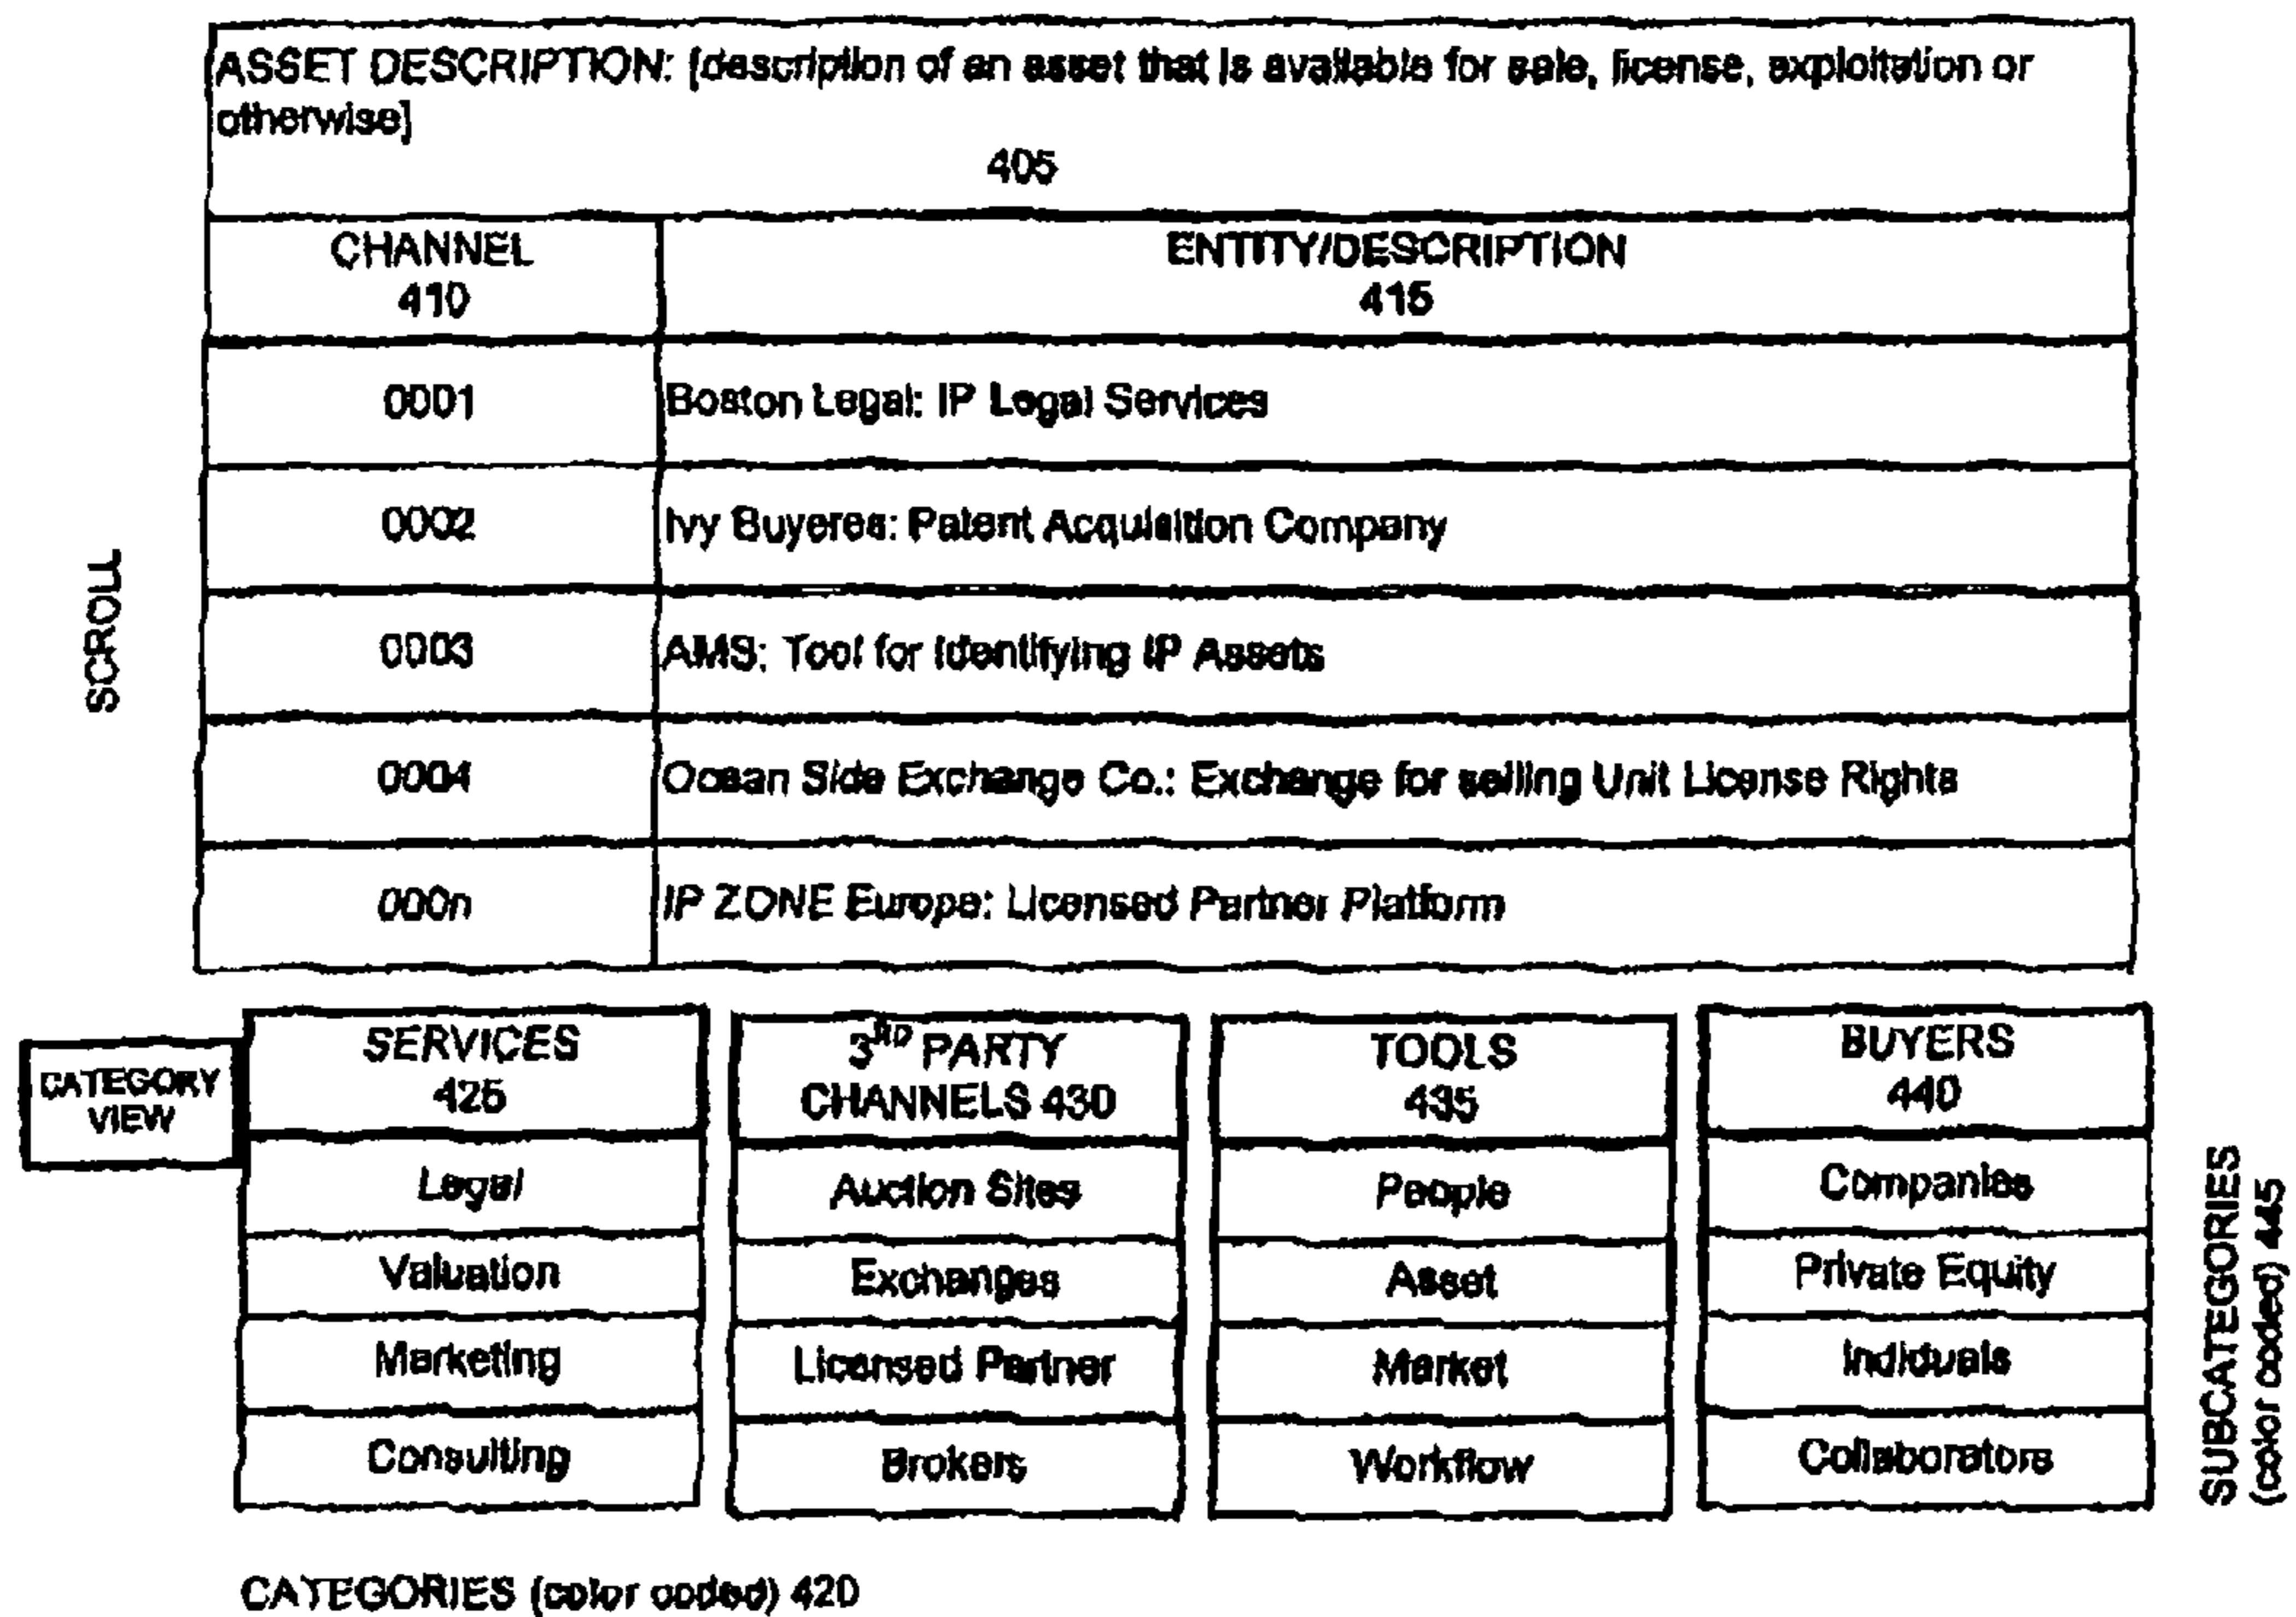 ASSET DESCRIPTION: [description of an asset that is available for sale, license, exploitation or
otherwise]
405
CHANNEL
410
ENTITY/DESCRIPTION
415
0001
Boston Legal: IP Legal Services
0002
Ivy Buyeres: Patent Acquisition Company
0003
AMS: Tool for Identifying IP Assets
0004
Ocean Side Exchange Co.: Exchange for selling Unit License Rights
000n
IP ZONE Europe: Licensed Partner Platform
SCROLL
CATEGORY
VIEW
SERVICES
425
Legal
Valuation
Marketing
Consulting
3RD PARTY
CHANNELS 430
Auction Sites
Exchanges
Licensed Partner
Brokers
TOOLS
435
People
Asset
Market
Workflow
BUYERS
440
Companies
Private Equity
Indiduals
Collaborators
SUBCATEGORIES
(color coded) 445
CATEGORIES (color coded) 420